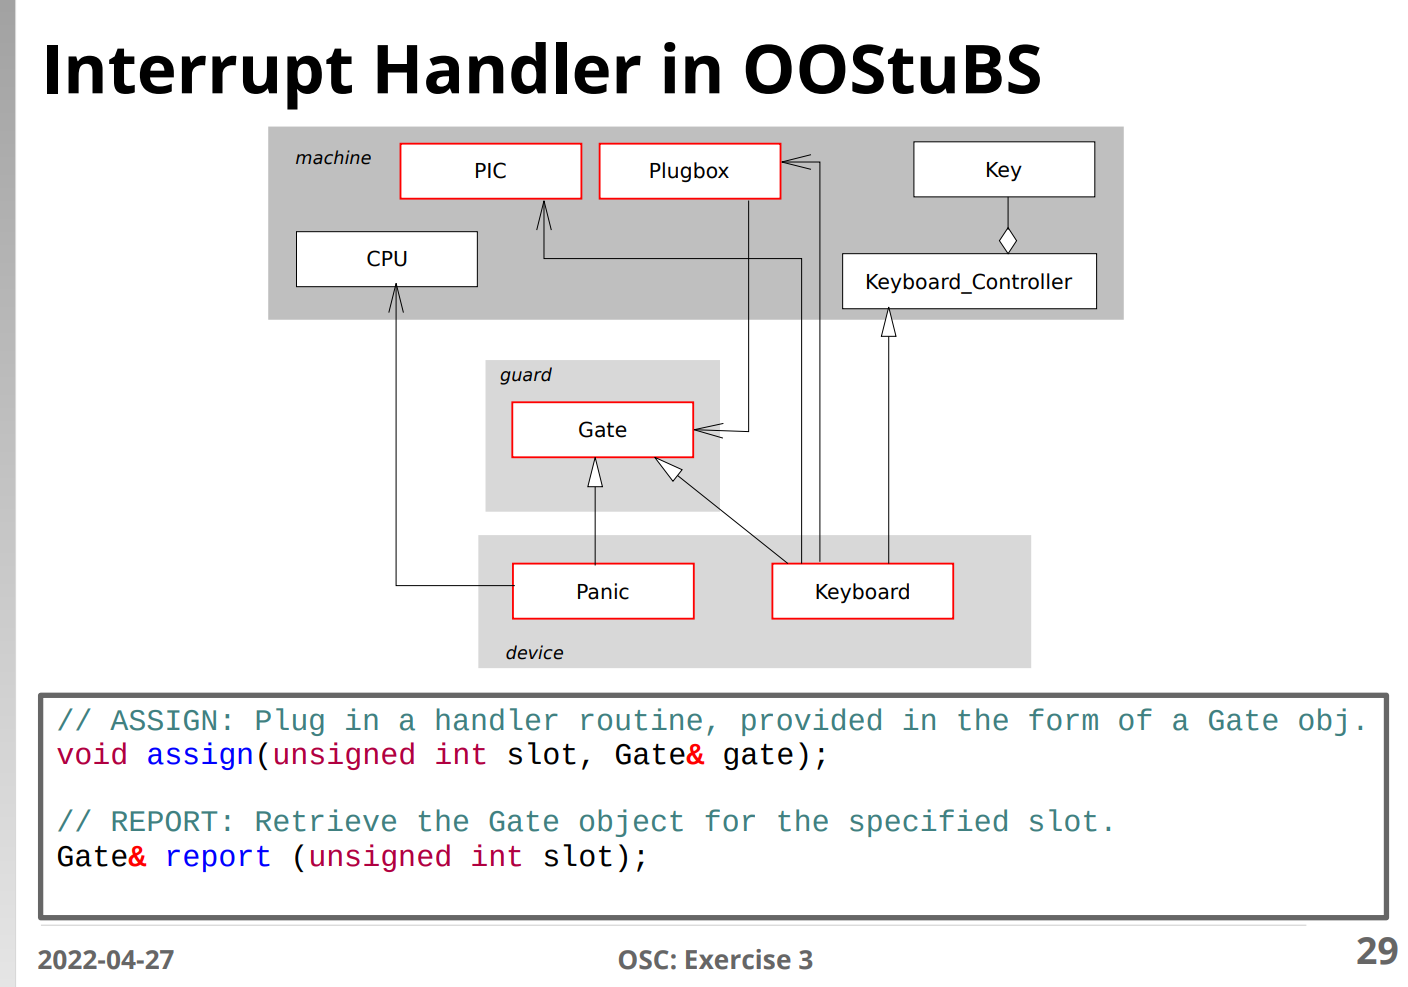 Interrupt Handler in OOStuBS
machine
PIC
Plugbox
Key
CPU
Keyboard_Controller
guard
Gate
Panic
Keyboard
device
// ASSIGN: Plug in a handler routine, provided in the form of a Gate obj.
void assign(unsigned int slot, Gate& gate);
// REPORT: Retrieve the Gate object for the specified slot.
Gate& report (unsigned int slot);
2022-04-27
OSC: Exercise 3
29